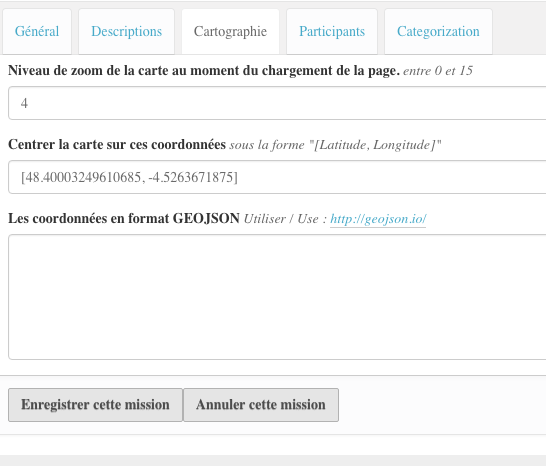 Général Descriptions Cartographie Participants Categorization
Niveau de zoom de la carte au moment du chargement de la page. entre 0 et 15
4
Centrer la carte sur ces coordonnées sous la forme "[Latitude, Longitude]"
[48.40003249610685, -4.5263671875]
Les coordonnées en format GEOJSON Utiliser / Use : http://geojson.io/
Enregistrer cette mission Annuler cette mission